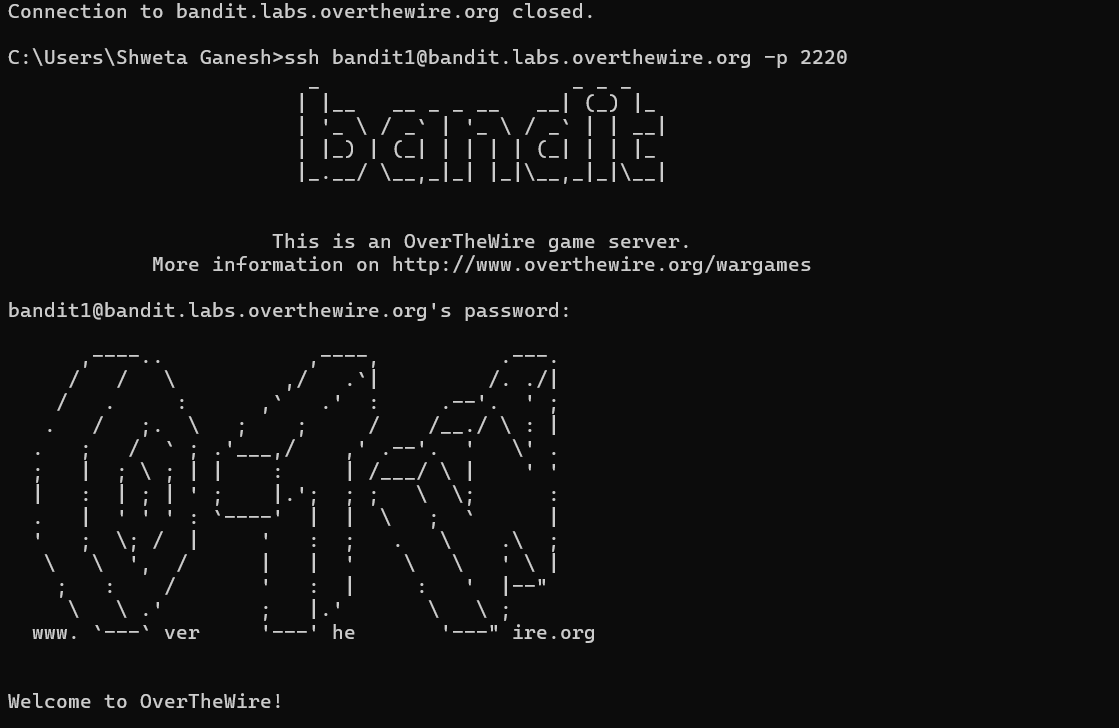 Connection to bandit.labs.overthewire.org closed.
C:\Users\Shweta Ganesh>ssh bandit1@bandit.labs.overthewire.org -p 2220
bandit
This is an OverTheWire game server.
More information on http://www.overthewire.org/wargames
bandit1@bandit.labs.overthewire.org's password:
www. ver he ire.org
Welcome to OverTheWire!